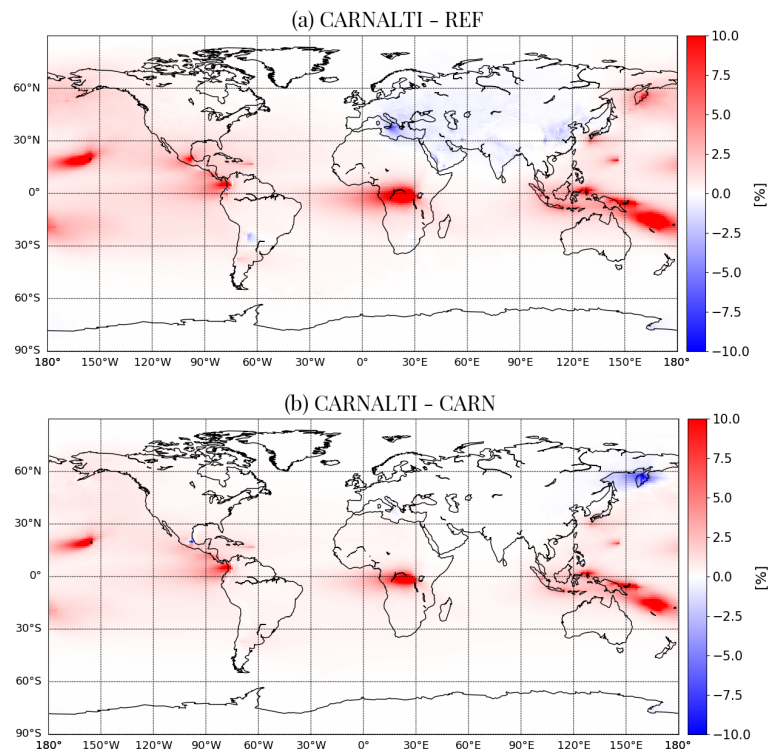 (a) CARNALTI – REF
10.0
7.5
5.0
2.5
0.0
−2.5
−5.0
−7.5
−10.0
[%]
60°N
30°N
0°
30°S
60°S
90°S
180° 150°W 120°W 90°W 60°W 30°W 0° 30°E 60°E 90°E 120°E 150°E 180°
(b) CARNALTI – CARN
10.0
7.5
5.0
2.5
0.0
−2.5
−5.0
−7.5
−10.0
[%]
60°N
30°N
0°
30°S
60°S
90°S
180° 150°W 120°W 90°W 60°W 30°W 0° 30°E 60°E 90°E 120°E 150°E 180°